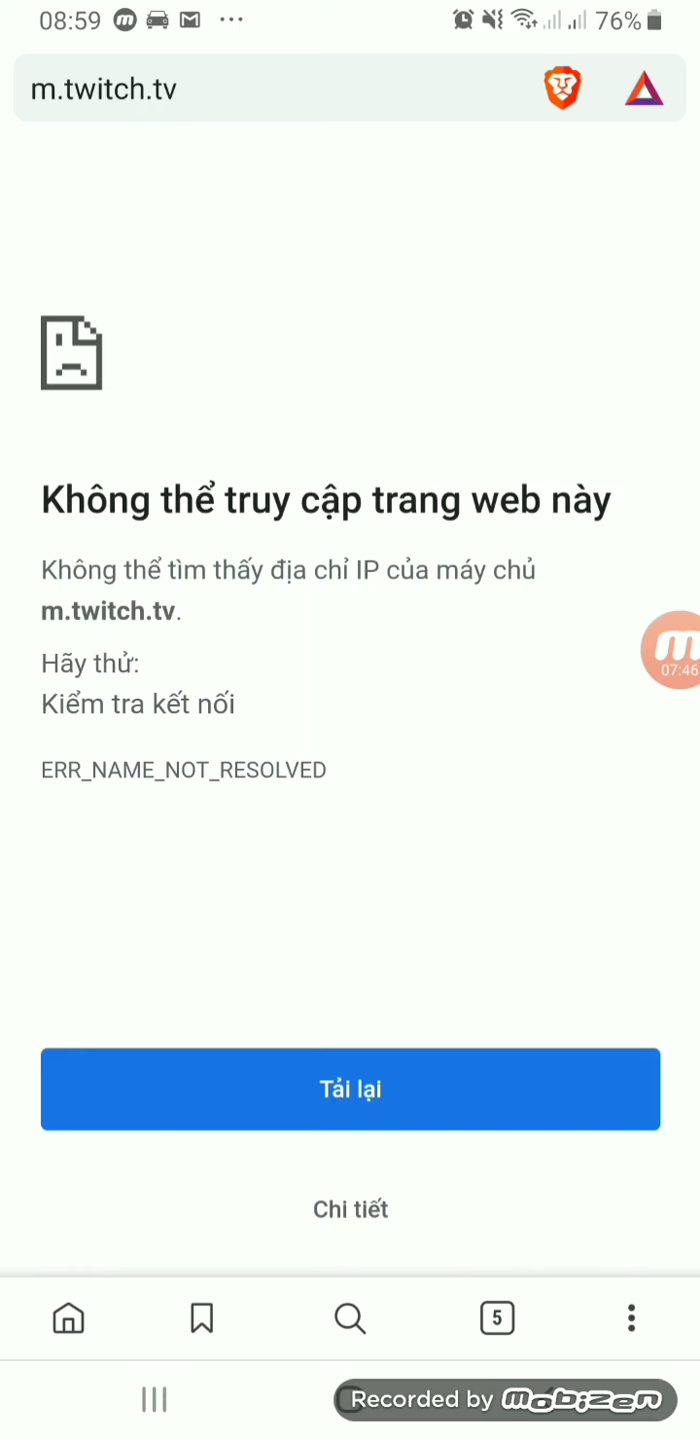 08:59 76%
m.twitch.tv
Không thể truy cập trang web này
Không thể tìm thấy địa chỉ IP của máy chủ
m.twitch.tv.
07:46
Hãy thử:
Kiểm tra kết nối
ERR_NAME_NOT_RESOLVED
Tải lại
Chi tiết
5
Recorded by mobizen